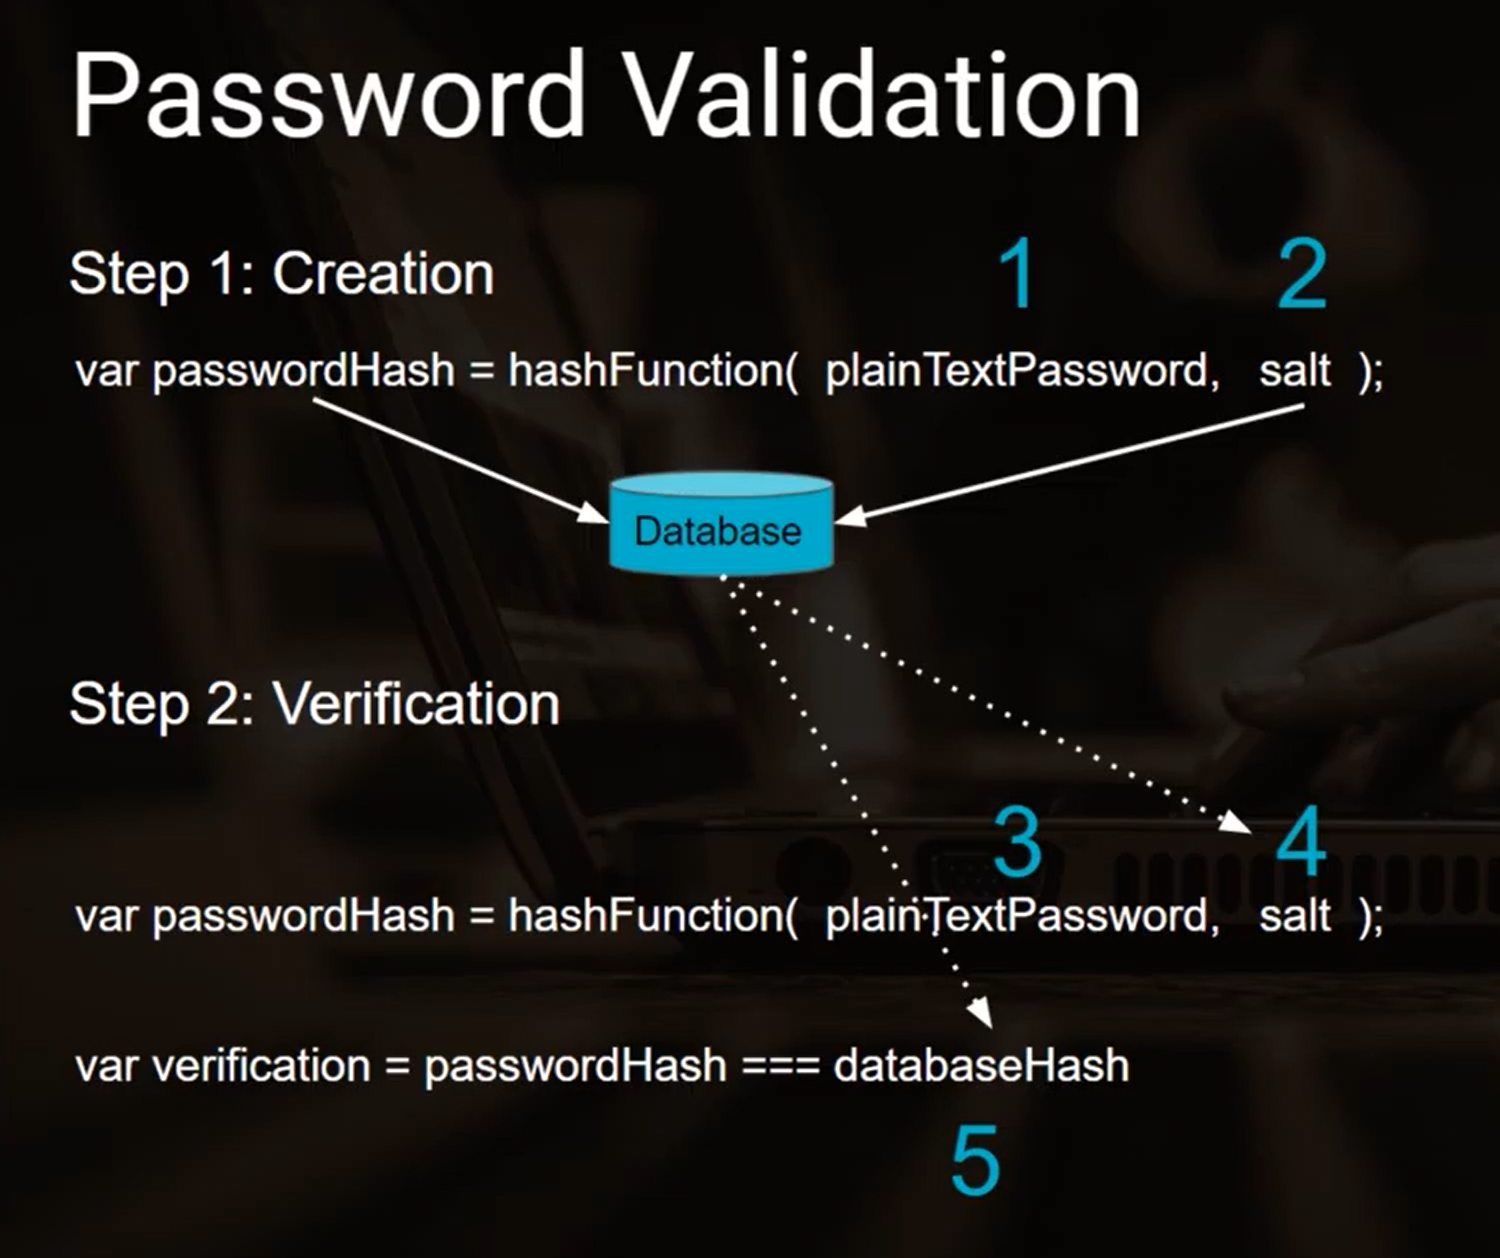 Password Validation
Step 1: Creation
1 2
var passwordHash = hashFunction( plainTextPassword, salt );
Database
Step 2: Verification
3 4
var passwordHash = hashFunction( plainTextPassword, salt );
var verification = passwordHash === databaseHash
5